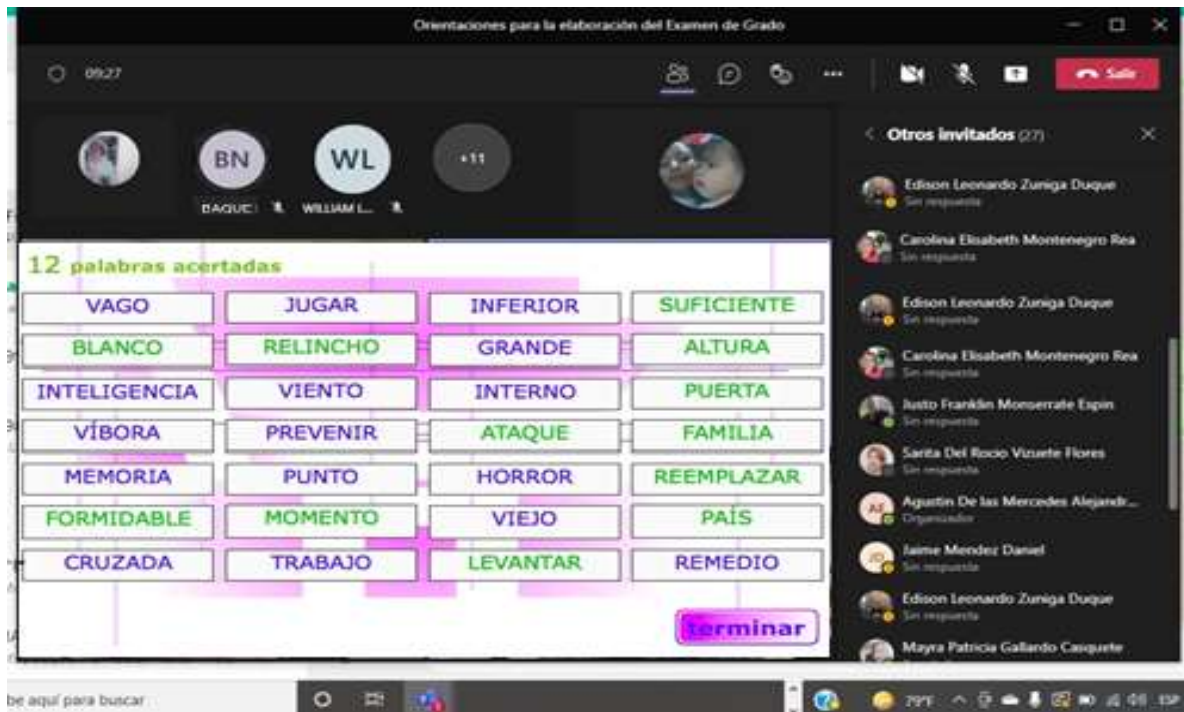 Orientaciones para la elaboración del Examen de Grado
09:27
Salir
BN
WL
+11
BAQUE
WILLIAM L...
Otros invitados (27)
Edison Leonardo Zuniga Duque
Sin respuesta
Carolina Elisabeth Montenegro Rea
Sin respuesta
Edison Leonardo Zuniga Duque
Sin respuesta
Carolina Elisabeth Montenegro Rea
Sin respuesta
Justo Franklin Monserrate Espin
Sin respuesta
Sarita Del Rocio Vizuete Flores
Sin respuesta
Agustin De las Mercedes Alejandr...
Organizador
Jaime Mendez Daniel
Sin respuesta
Edison Leonardo Zuniga Duque
Sin respuesta
Mayra Patricia Gallardo Casquete
12 palabras acertadas
VAGO JUGAR INFERIOR SUFICIENTE
BLANCO RELINCHO GRANDE ALTURA
INTELIGENCIA VIENTO INTERNO PUERTA
VÍBORA PREVENIR ATAQUE FAMILIA
MEMORIA PUNTO HORROR REEMPLAZAR
FORMIDABLE MOMENTO VIEJO PAÍS
CRUZADA TRABAJO LEVANTAR REMEDIO
terminar
be aquí para buscar
79°F
ESP